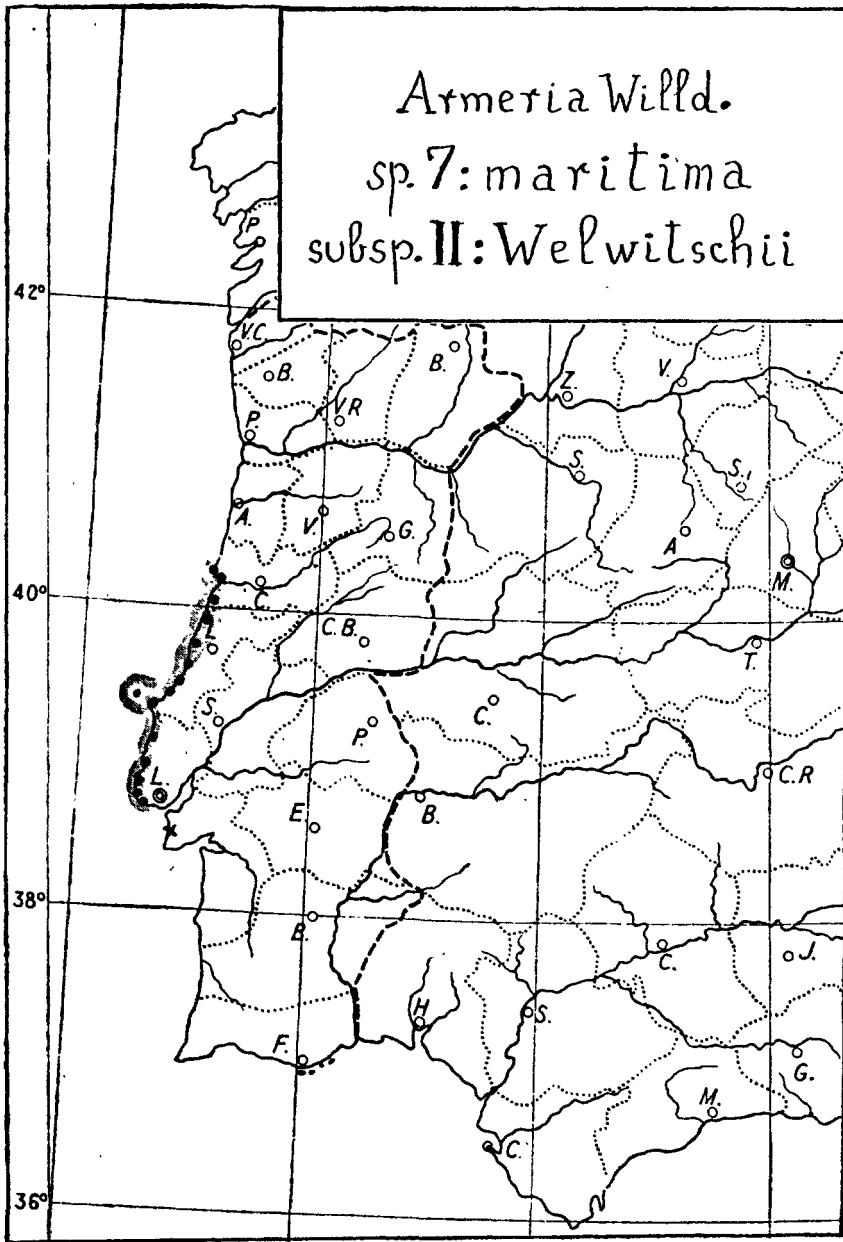 Armeria Willd.
sp. 7: maritima
subsp. II: Welwitschii
P.
42°
V.C.
B.
B.
Z.
V.
P.
V.R
S.
S.
A.
V.
G.
A
M.
40°
C.
L.
C.B.
T.
S.
P.
C.
L.
C.R
E.
B.
38°
B.
C.
J.
H
S.
F.
G.
M.
C.
36°